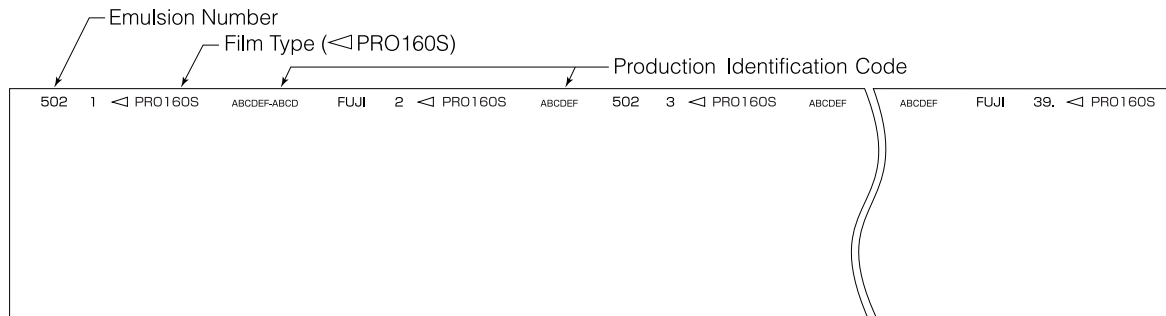 Emulsion Number
Film Type (◁ PRO160S)
Production Identification Code
502 1 ◁ PRO160S ABCDEF-ABCD FUJI 2 ◁ PRO160S ABCDEF 502 3 ◁ PRO160S ABCDEF ABCDEF FUJI 39. ◁ PRO160S